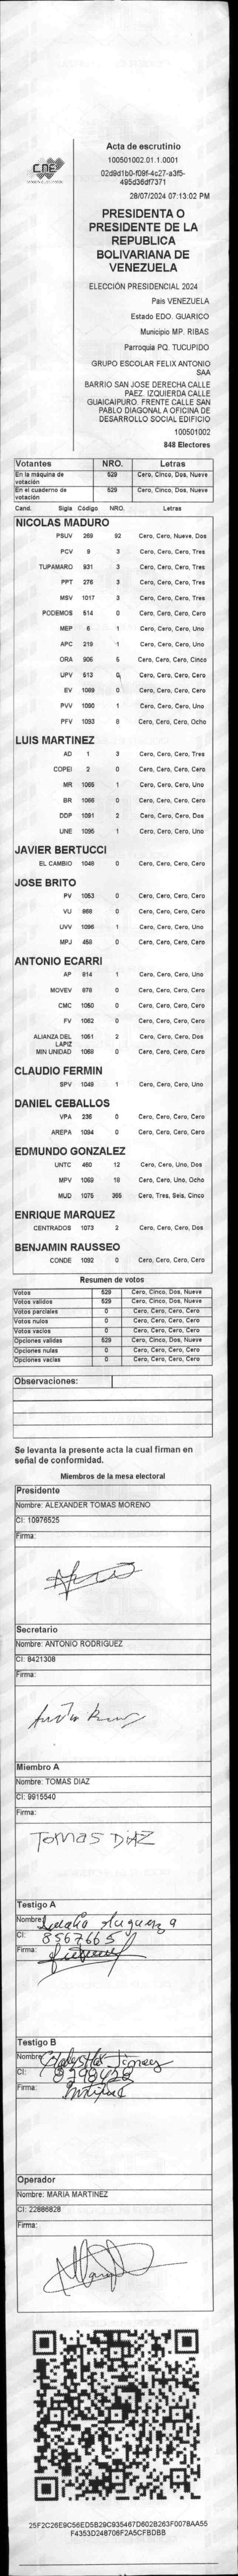 CNE
Acta de escrutinio
100501002.01.1.0001
02d9d1b0-f09f-4c27-a3f5-
495d36df7371
28/07/2024 07:13:02 PM
PRESIDENTA O
PRESIDENTE DE LA
REPUBLICA
BOLIVARIANA DE
VENEZUELA
ELECCIÓN PRESIDENCIAL 2024
Pais VENEZUELA
Estado EDO. GUARICO
Municipio MP. RIBAS
Parroquia PQ. TUCUPIDO
GRUPO ESCOLAR FELIX ANTONIO
SAA
BARRIO SAN JOSE DERECHA CALLE
PAEZ. IZQUIERDA CALLE
GUAICAIPURO. FRENTE CALLE SAN
PABLO DIAGONAL A OFICINA DE
DESARROLLO SOCIAL EDIFICIO
100501002
848 Electores
Votantes NRO. Letras
En la máquina de votación 529 Cero, Cinco, Dos, Nueve
En el cuaderno de votación 529 Cero, Cinco, Dos, Nueve
Cand. Sigla Código NRO. Letras
NICOLAS MADURO
PSUV 269 92 Cero, Cero, Nueve, Dos
PCV 9 3 Cero, Cero, Cero, Tres
TUPAMARO 931 3 Cero, Cero, Cero, Tres
PPT 276 3 Cero, Cero, Cero, Tres
MSV 1017 3 Cero, Cero, Cero, Tres
PODEMOS 514 0 Cero, Cero, Cero, Cero
MEP 6 1 Cero, Cero, Cero, Uno
APC 219 1 Cero, Cero, Cero, Uno
ORA 906 5 Cero, Cero, Cero, Cinco
UPV 513 0 Cero, Cero, Cero, Cero
EV 1089 0 Cero, Cero, Cero, Cero
PVV 1090 1 Cero, Cero, Cero, Uno
PFV 1093 8 Cero, Cero, Cero, Ocho
LUIS MARTINEZ
AD 1 3 Cero, Cero, Cero, Tres
COPEI 2 0 Cero, Cero, Cero, Cero
MR 1065 1 Cero, Cero, Cero, Uno
BR 1066 0 Cero, Cero, Cero, Cero
DDP 1091 2 Cero, Cero, Cero, Dos
UNE 1095 1 Cero, Cero, Cero, Uno
JAVIER BERTUCCI
EL CAMBIO 1048 0 Cero, Cero, Cero, Cero
JOSE BRITO
PV 1053 0 Cero, Cero, Cero, Cero
VU 868 0 Cero, Cero, Cero, Cero
UVV 1096 1 Cero, Cero, Cero, Uno
MPJ 458 0 Cero, Cero, Cero, Cero
ANTONIO ECARRI
AP 814 1 Cero, Cero, Cero, Uno
MOVEV 878 0 Cero, Cero, Cero, Cero
CMC 1050 0 Cero, Cero, Cero, Cero
FV 1062 0 Cero, Cero, Cero, Cero
ALIANZA DEL LAPIZ 1051 2 Cero, Cero, Cero, Dos
MIN UNIDAD 1068 0 Cero, Cero, Cero, Cero
CLAUDIO FERMIN
SPV 1049 1 Cero, Cero, Cero, Uno
DANIEL CEBALLOS
VPA 236 0 Cero, Cero, Cero, Cero
AREPA 1094 0 Cero, Cero, Cero, Cero
EDMUNDO GONZALEZ
UNTC 460 12 Cero, Cero, Uno, Dos
MPV 1069 18 Cero, Cero, Uno, Ocho
MUD 1075 365 Cero, Tres, Seis, Cinco
ENRIQUE MARQUEZ
CENTRADOS 1073 2 Cero, Cero, Cero, Dos
BENJAMIN RAUSSEO
CONDE 1092 0 Cero, Cero, Cero, Cero
Resumen de votos
Votos 529 Cero, Cinco, Dos, Nueve
Votos validos 529 Cero, Cinco, Dos, Nueve
Votos parciales 0 Cero, Cero, Cero, Cero
Votos nulos 0 Cero, Cero, Cero, Cero
Votos vacios 0 Cero, Cero, Cero, Cero
Opciones validas 529 Cero, Cinco, Dos, Nueve
Opciones nulas 0 Cero, Cero, Cero, Cero
Opciones vacias 0 Cero, Cero, Cero, Cero
Observaciones:
Se levanta la presente acta la cual firman en
señal de conformidad.
Miembros de la mesa electoral
Presidente
Nombre: ALEXANDER TOMAS MORENO
CI: 10976525
Firma:
Secretario
Nombre: ANTONIO RODRIGUEZ
CI: 8421308
Firma:
Miembro A
Nombre: TOMAS DIAZ
CI: 9915540
Firma:
TOMAS DIAZ
Testigo A
Nombre:
CI: 8567665
Firma:
Testigo B
Nombre:
CI:
Firma:
Operador
Nombre: MARIA MARTINEZ
CI: 22886828
Firma:
25F2C26E9C56ED5B29C935467D602B263F0078AA55
F4353D248706F2A5CFBDBB